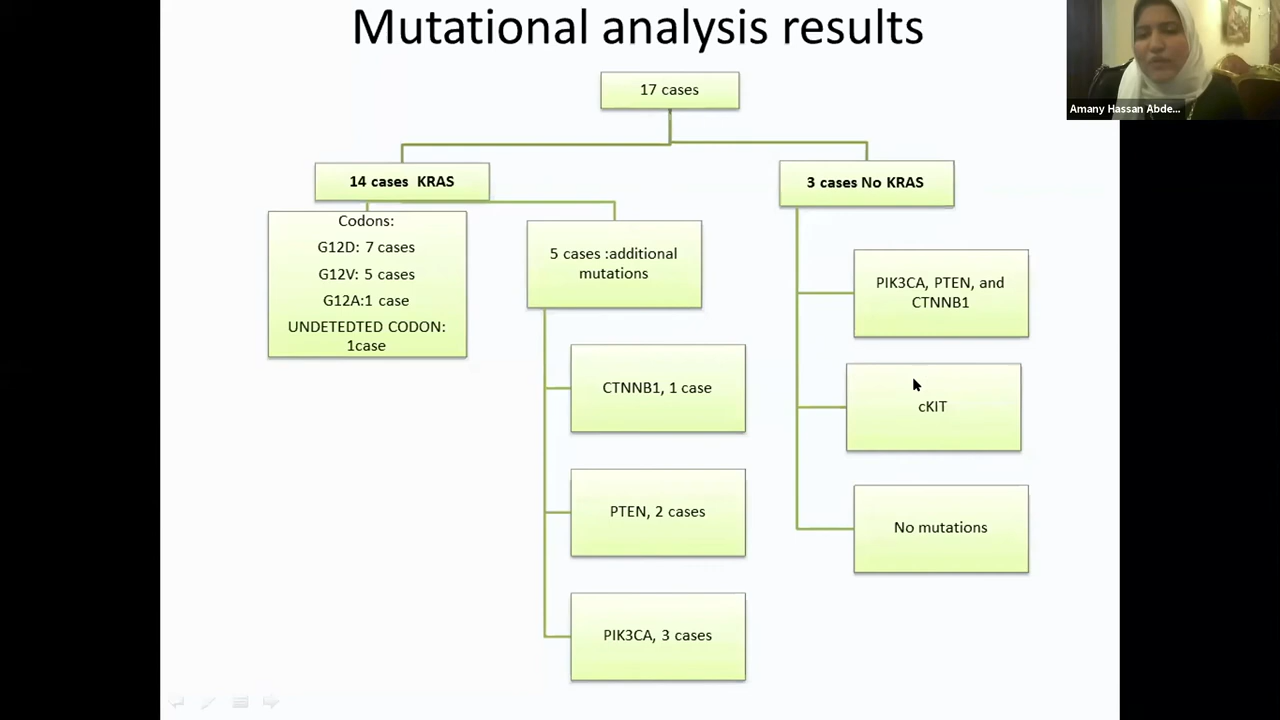 Mutational analysis results
Amany Hassan Abde...
17 cases
14 cases KRAS
3 cases No KRAS
Codons:
G12D: 7 cases
G12V: 5 cases
G12A:1 case
UNDETEDTED CODON:
1case
5 cases :additional
mutations
CTNNB1, 1 case
PTEN, 2 cases
PIK3CA, 3 cases
PIK3CA, PTEN, and
CTNNB1
cKIT
No mutations